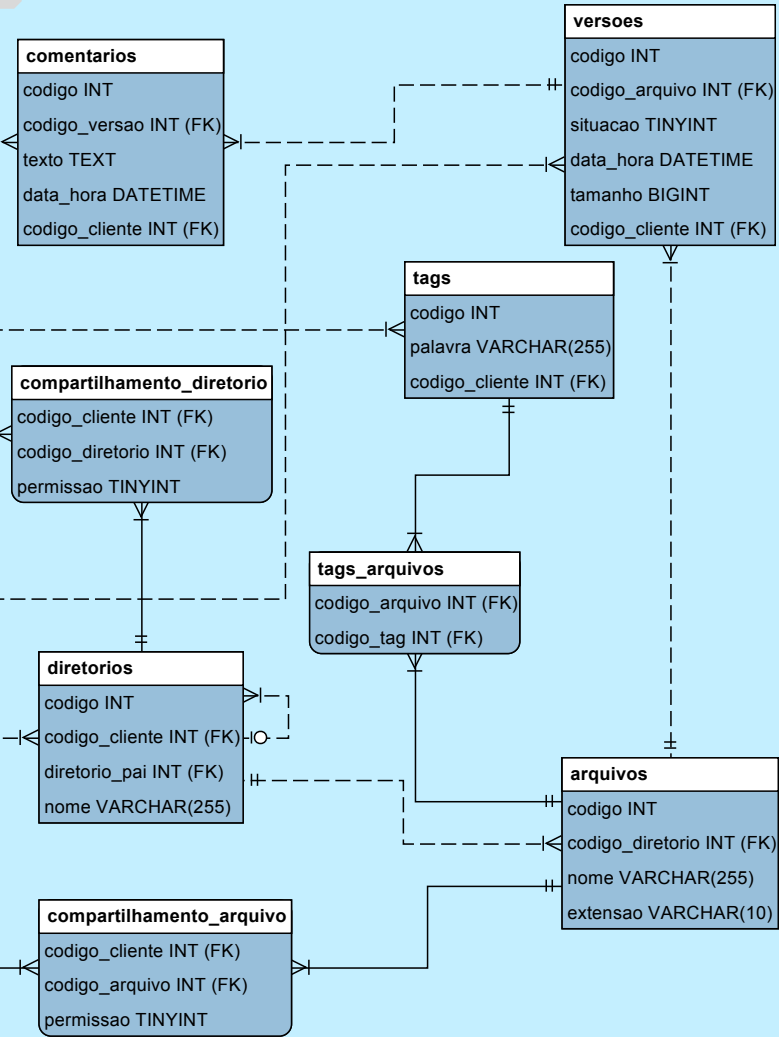 versoes
codigo INT
codigo_arquivo INT (FK)
situacao TINYINT
data_hora DATETIME
tamanho BIGINT
codigo_cliente INT (FK)
comentarios
codigo INT
codigo_versao INT (FK)
texto TEXT
data_hora DATETIME
codigo_cliente INT (FK)
tags
codigo INT
palavra VARCHAR(255)
codigo_cliente INT (FK)
compartilhamento_diretorio
codigo_cliente INT (FK)
codigo_diretorio INT (FK)
permissao TINYINT
tags_arquivos
codigo_arquivo INT (FK)
codigo_tag INT (FK)
diretorios
codigo INT
codigo_cliente INT (FK)
diretorio_pai INT (FK)
nome VARCHAR(255)
arquivos
codigo INT
codigo_diretorio INT (FK)
nome VARCHAR(255)
extensao VARCHAR(10)
compartilhamento_arquivo
codigo_cliente INT (FK)
codigo_arquivo INT (FK)
permissao TINYINT